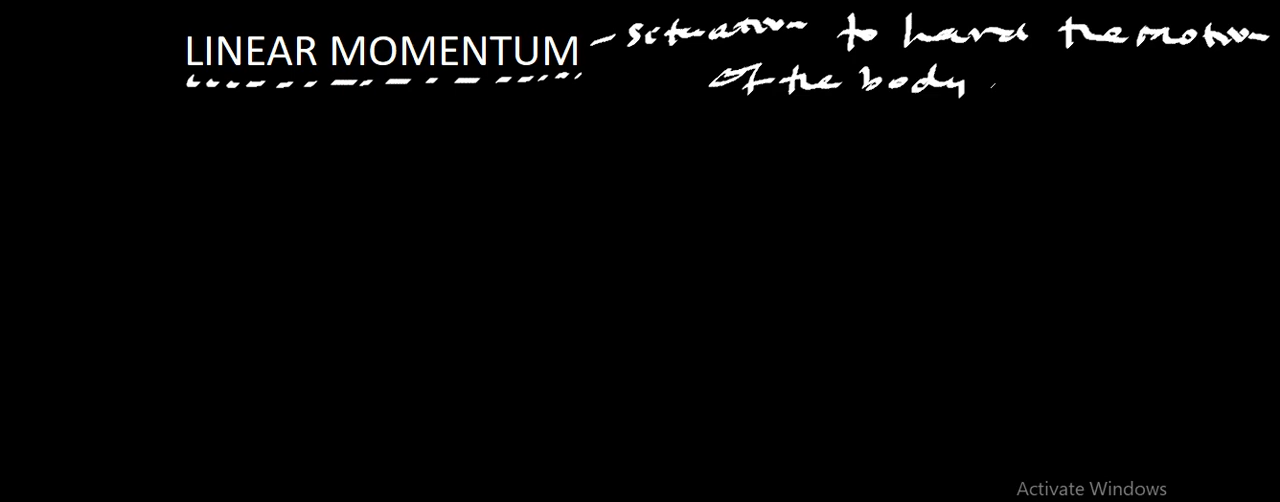 LINEAR MOMENTUM - situation to hard the motion
of the body.
Activate Windows